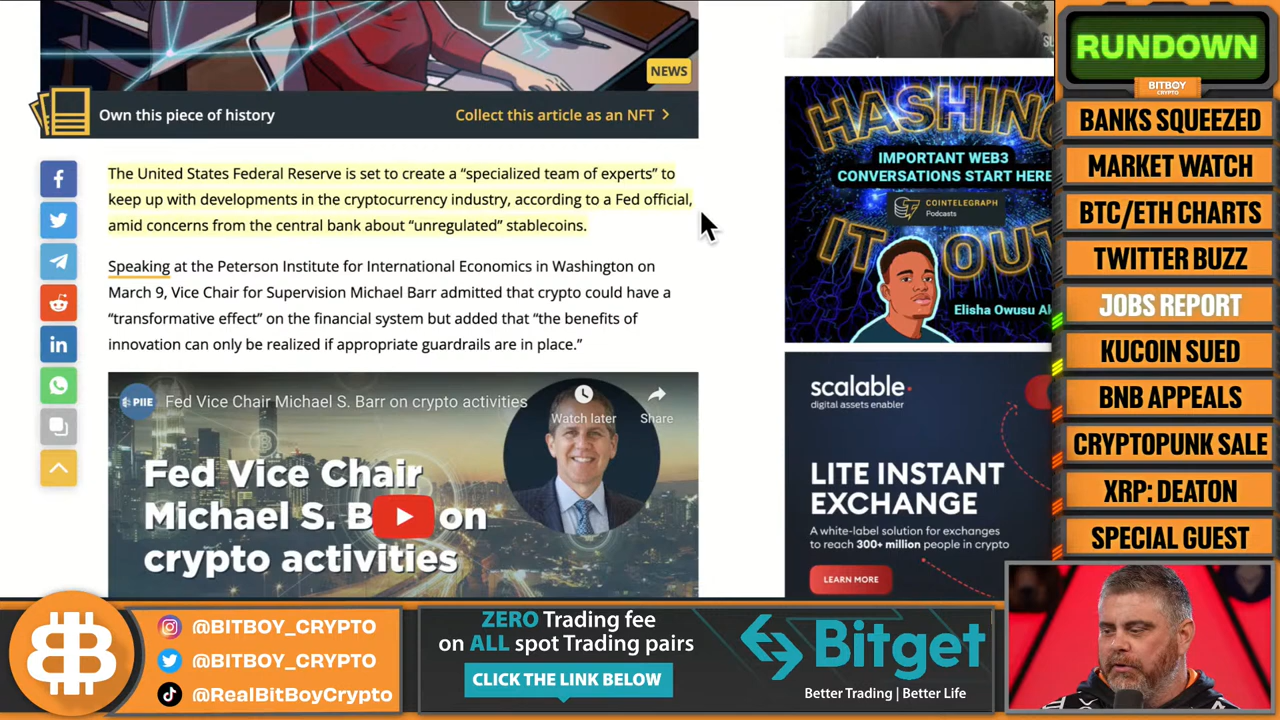 NEWS
Own this piece of history
Collect this article as an NFT >
The United States Federal Reserve is set to create a “specialized team of experts” to
keep up with developments in the cryptocurrency industry, according to a Fed official,
amid concerns from the central bank about “unregulated” stablecoins.
Speaking at the Peterson Institute for International Economics in Washington on
March 9, Vice Chair for Supervision Michael Barr admitted that crypto could have a
“transformative effect” on the financial system but added that “the benefits of
innovation can only be realized if appropriate guardrails are in place.”
PIIE
Fed Vice Chair Michael S. Barr on crypto activities
Watch later
Share
Fed Vice Chair
Michael S. B on
crypto activities
HASHING
IMPORTANT WEB3
CONVERSATIONS START HERE
COINTELEGRAPH
Podcasts
IT OUT
Elisha Owusu Ak
scalable.
digital assets enabler
LITE INSTANT
EXCHANGE
A white-label solution for exchanges
to reach 300+ million people in crypto
LEARN MORE
RUNDOWN
BITBOY
CRYPTO
BANKS SQUEEZED
MARKET WATCH
BTC/ETH CHARTS
TWITTER BUZZ
JOBS REPORT
KUCOIN SUED
BNB APPEALS
CRYPTOPUNK SALE
XRP: DEATON
SPECIAL GUEST
@BITBOY_CRYPTO
@BITBOY_CRYPTO
@RealBitBoyCrypto
ZERO Trading fee
on ALL spot Trading pairs
CLICK THE LINK BELOW
Bitget
Better Trading | Better Life